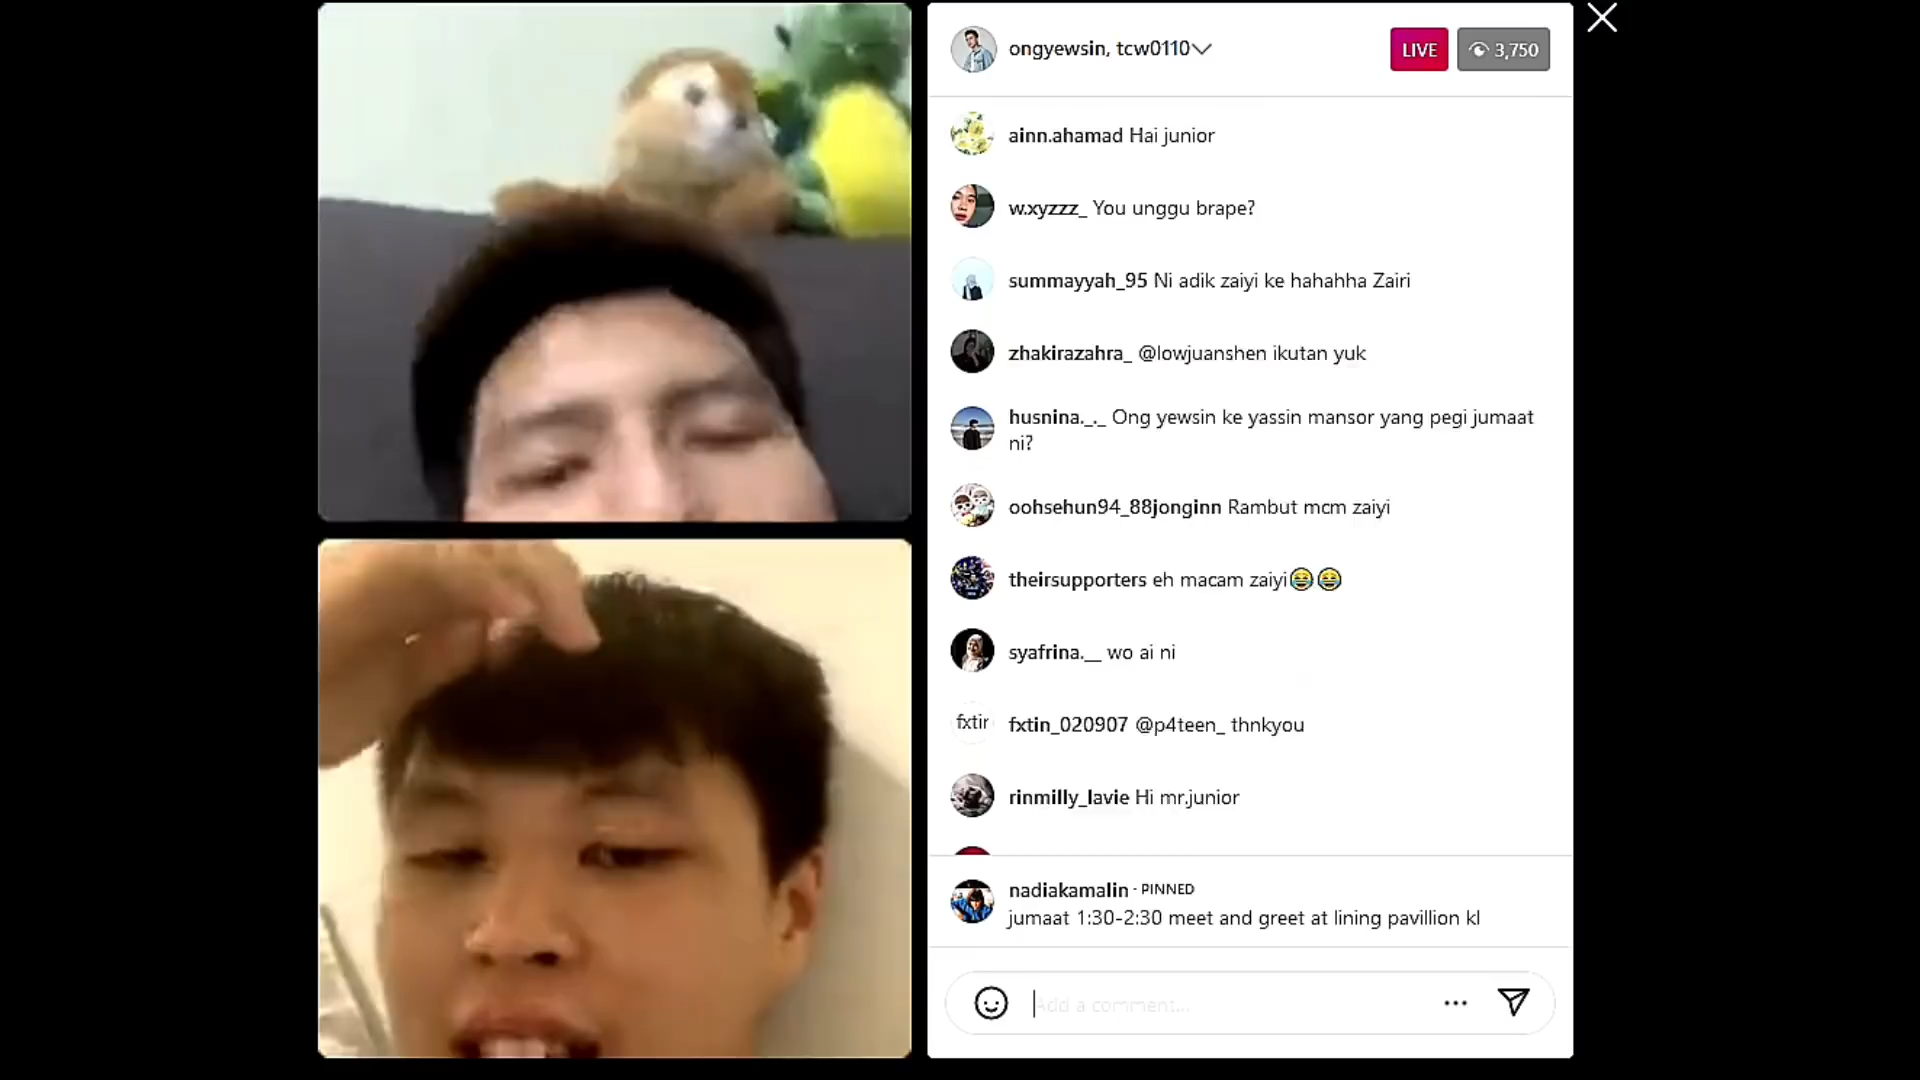 ongyewsin, tcw0110
LIVE
3,750
ainn.ahamad Hai junior
w.xyzzz_ You unggu brape?
summayyah_95 Ni adik zaiyi ke hahahha Zairi
zhakirazahra_ @lowjuanshen ikutan yuk
husnina._._ Ong yewsin ke yassin mansor yang pegi jumaat
ni?
oohsehun94_88jonginn Rambut mcm zaiyi
theirsupporters eh macam zaiyi😂😂
syafrina.__ wo ai ni
fxtir
fxtin_020907 @p4teen_ thnkyou
rinmilly_lavie Hi mr.junior
nadiakamalin · PINNED
jumaat 1:30-2:30 meet and greet at lining pavillion kl
Add a comment...